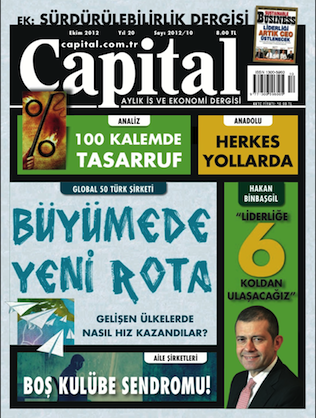 EK: SÜRDÜRÜLEBİLİRLİK DERGİSİ
Ekim 2012 Yıl 20 Sayı: 2012/10 8.00 TL
capital.com.tr
Capital
AYLIK İŞ VE EKONOMİ DERGİSİ
BUSINESS
LİDERLİĞİ
ARTIK CEO
ÜSTLENECEK
ANALİZ
100 KALEMDE
TASARRUF
ANADOLU
HERKES
YOLLARDA
GLOBAL 50 TÜRK ŞİRKETİ
BÜYÜMEDE
YENİ ROTA
GELİŞEN ÜLKELERDE
NASIL HIZ KAZANDILAR?
HAKAN
BİNBAŞGİL
"LİDERLİĞE
6
KOLDAN
ULAŞACAĞIZ"
AİLE ŞİRKETLERİ
BOŞ KULÜBE SENDROMU!